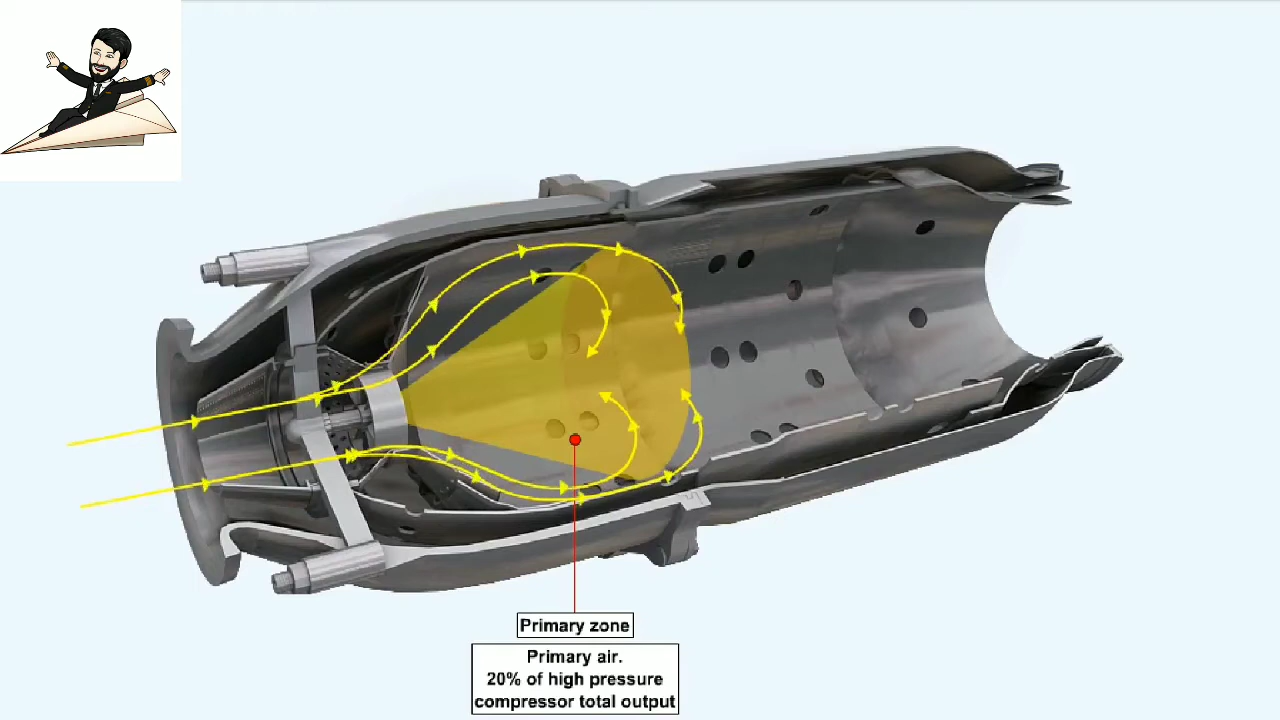 Primary zone
Primary air.
20% of high pressure
compressor total output